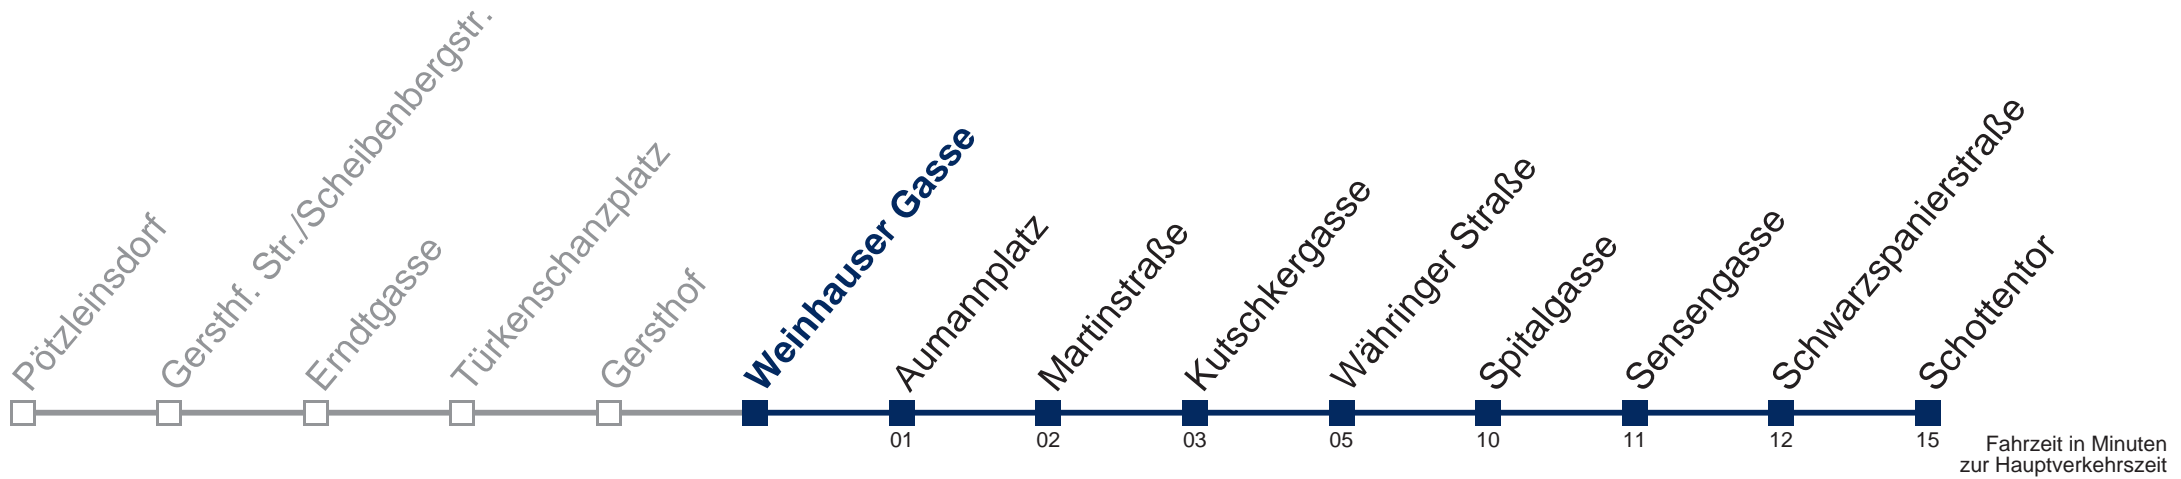 Pötzleinsdorf
Gersthf. Str./Scheibenbergstr.
Erndtgasse
Türkenschanzplatz
Gersthof
Weinhauser Gasse
Aumannplatz
Martinstraße
Kutschkergasse
Währinger Straße
Spitalgasse
Sensengasse
Schwarzspanierstraße
Schottentor
01
02
03
05
10
11
12
15
Fahrzeit in Minuten
zur Hauptverkehrszeit